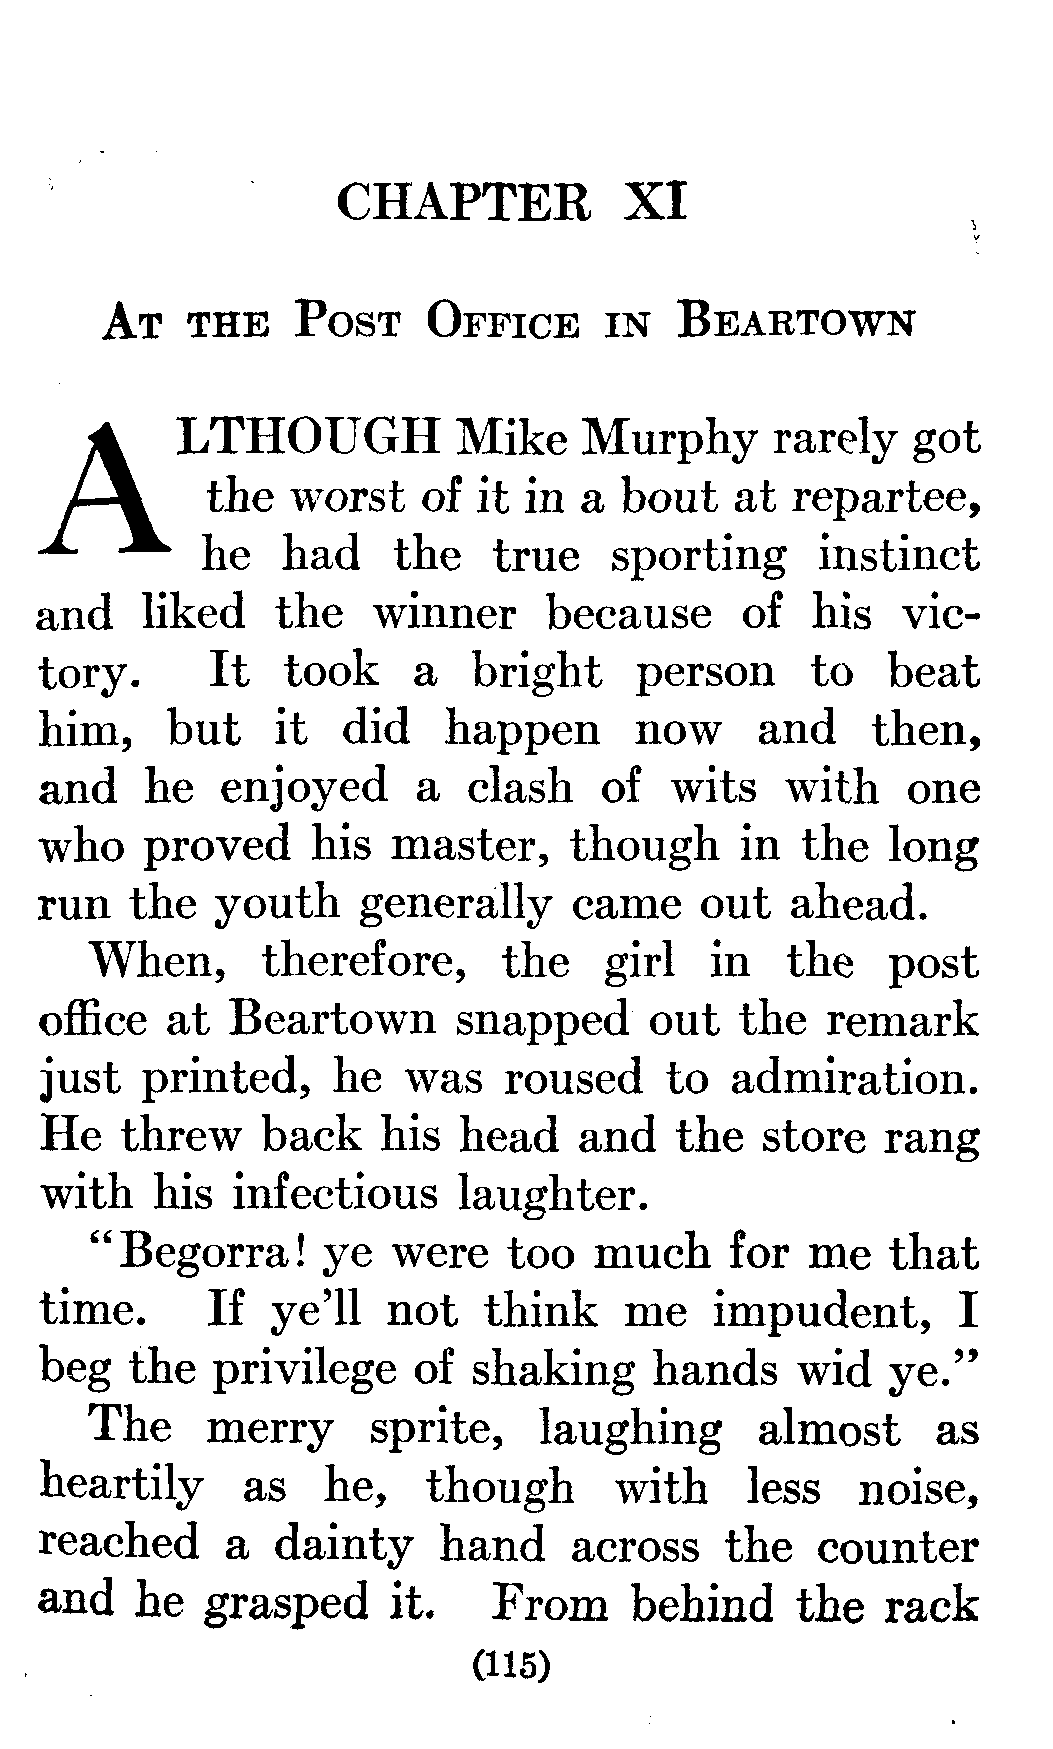 CHAPTER XI
At the Post Office in Beartown
ALTHOUGH Mike Murphy rarely got
the worst of it in a bout at repartee,
he had the true sporting instinct
and liked the winner because of his vic-
tory. It took a bright person to beat
him, but it did happen now and then,
and he enjoyed a clash of wits with one
who proved his master, though in the long
run the youth generally came out ahead.
When, therefore, the girl in the post
office at Beartown snapped out the remark
just printed, he was roused to admiration.
He threw back his head and the store rang
with his infectious laughter.
“Begorra! ye were too much for me that
time. If ye’ll not think me impudent, I
beg the privilege of shaking hands wid ye.”
The merry sprite, laughing almost as
heartily as he, though with less noise,
reached a dainty hand across the counter
and he grasped it. From behind the rack
(115)